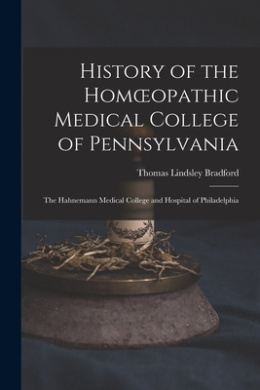 History of the
Homœopathic
Medical College
of Pennsylvania
Thomas Lindsley Bradford
The Hahnemann Medical College and Hospital of Philadelphia